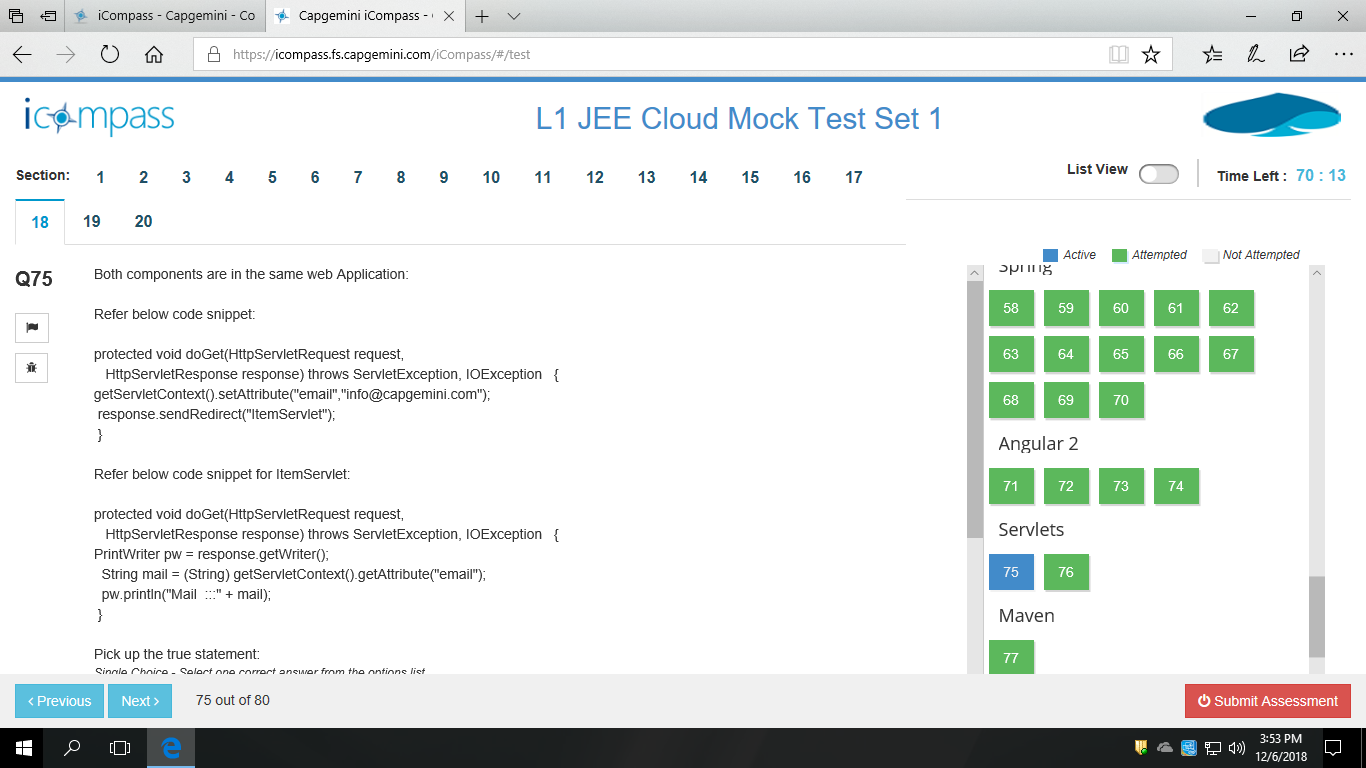 iCompass - Capgemini - Co
Capgemini iCompass -
https://icompass.fs.capgemini.com/iCompass/#/test
icompass
L1 JEE Cloud Mock Test Set 1
Section: 1 2 3 4 5 6 7 8 9 10 11 12 13 14 15 16 17
18 19 20
List View
Time Left : 70 : 13
Active Attempted Not Attempted
Q75
Both components are in the same web Application:
Refer below code snippet:
protected void doGet(HttpServletRequest request,
HttpServletResponse response) throws ServletException, IOException {
getServletContext().setAttribute("email","info@capgemini.com");
response.sendRedirect("ItemServlet");
}
Refer below code snippet for ItemServlet:
protected void doGet(HttpServletRequest request,
HttpServletResponse response) throws ServletException, IOException {
PrintWriter pw = response.getWriter();
String mail = (String) getServletContext().getAttribute("email");
pw.println("Mail :::" + mail);
}
Pick up the true statement:
Single Choice - Select one correct answer from the options list
Spring
58 59 60 61 62
63 64 65 66 67
68 69 70
Angular 2
71 72 73 74
Servlets
75 76
Maven
77
< Previous
Next >
75 out of 80
Submit Assessment
3:53 PM
12/6/2018